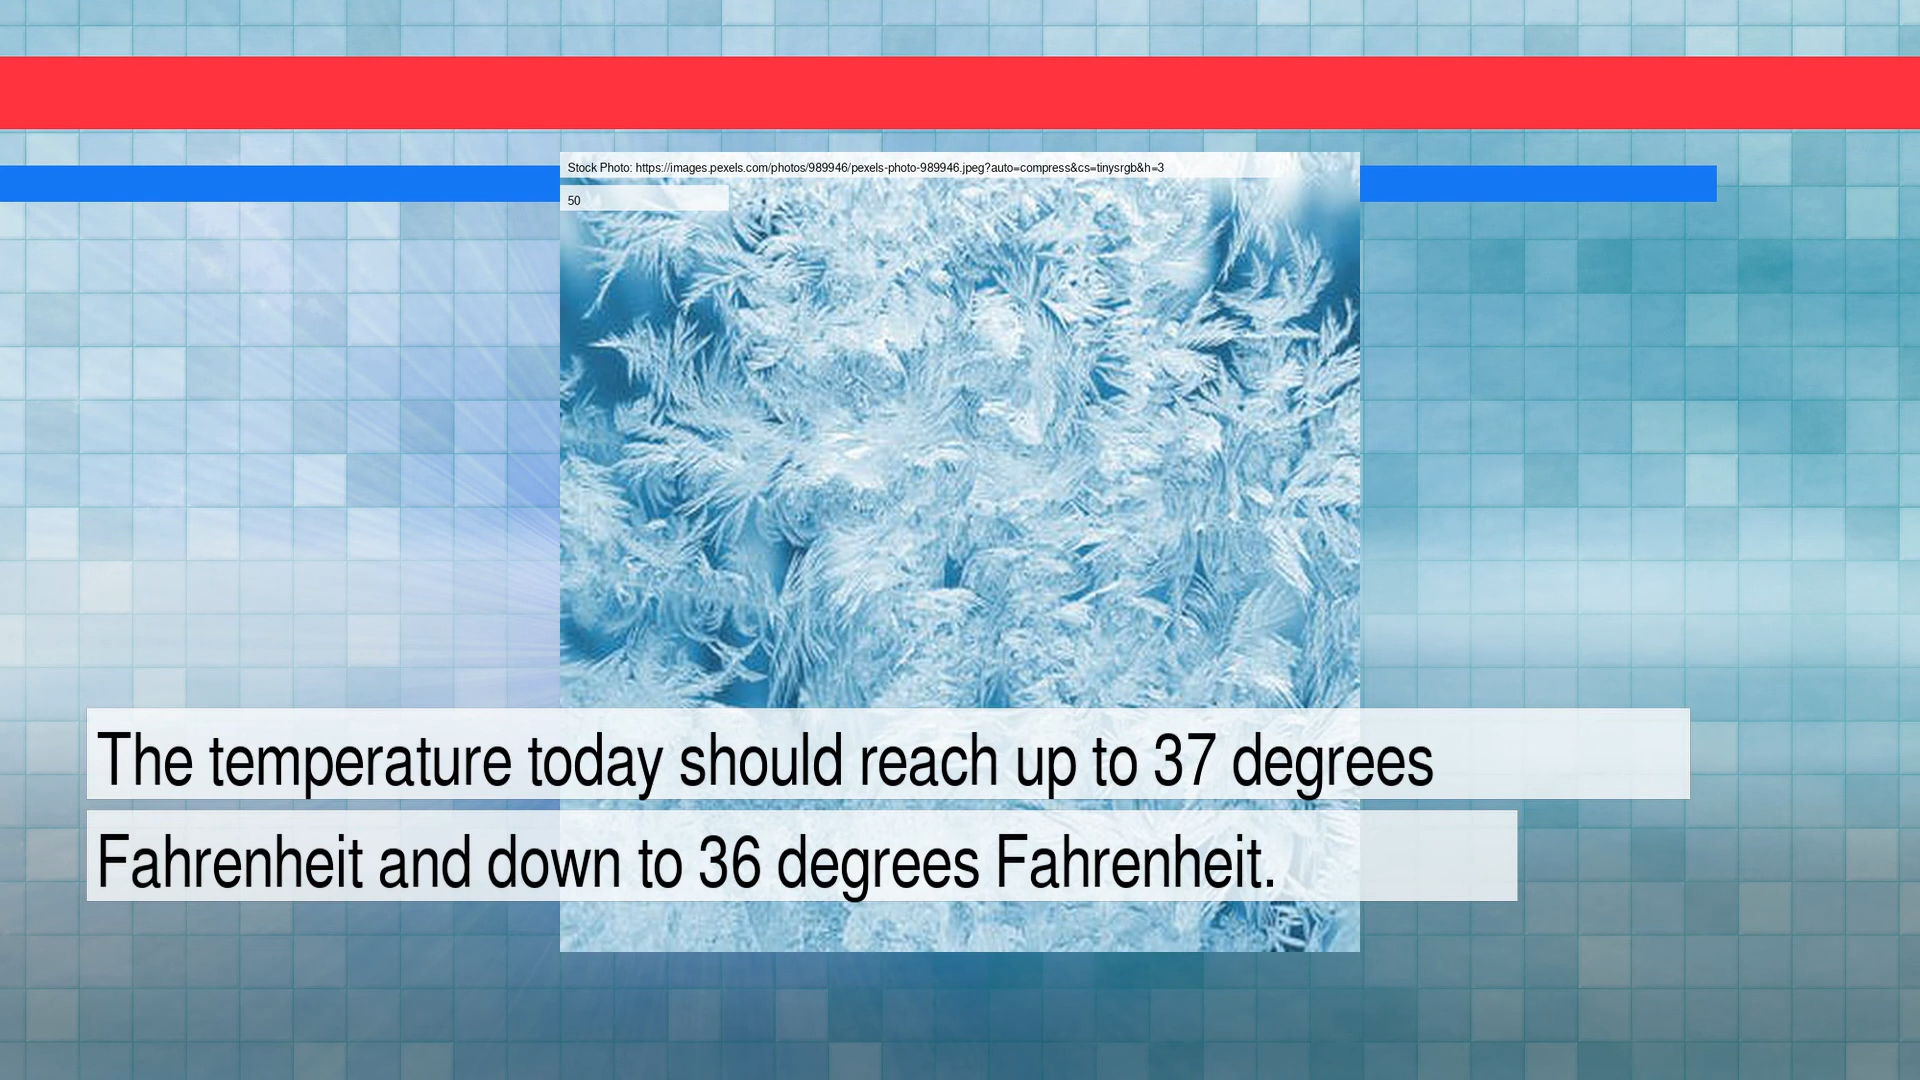 Stock Photo: https://images.pexels.com/photos/989946/pexels-photo-989946.jpeg?auto=compress&cs=tinysrgb&h=3
50
The temperature today should reach up to 37 degrees
Fahrenheit and down to 36 degrees Fahrenheit.